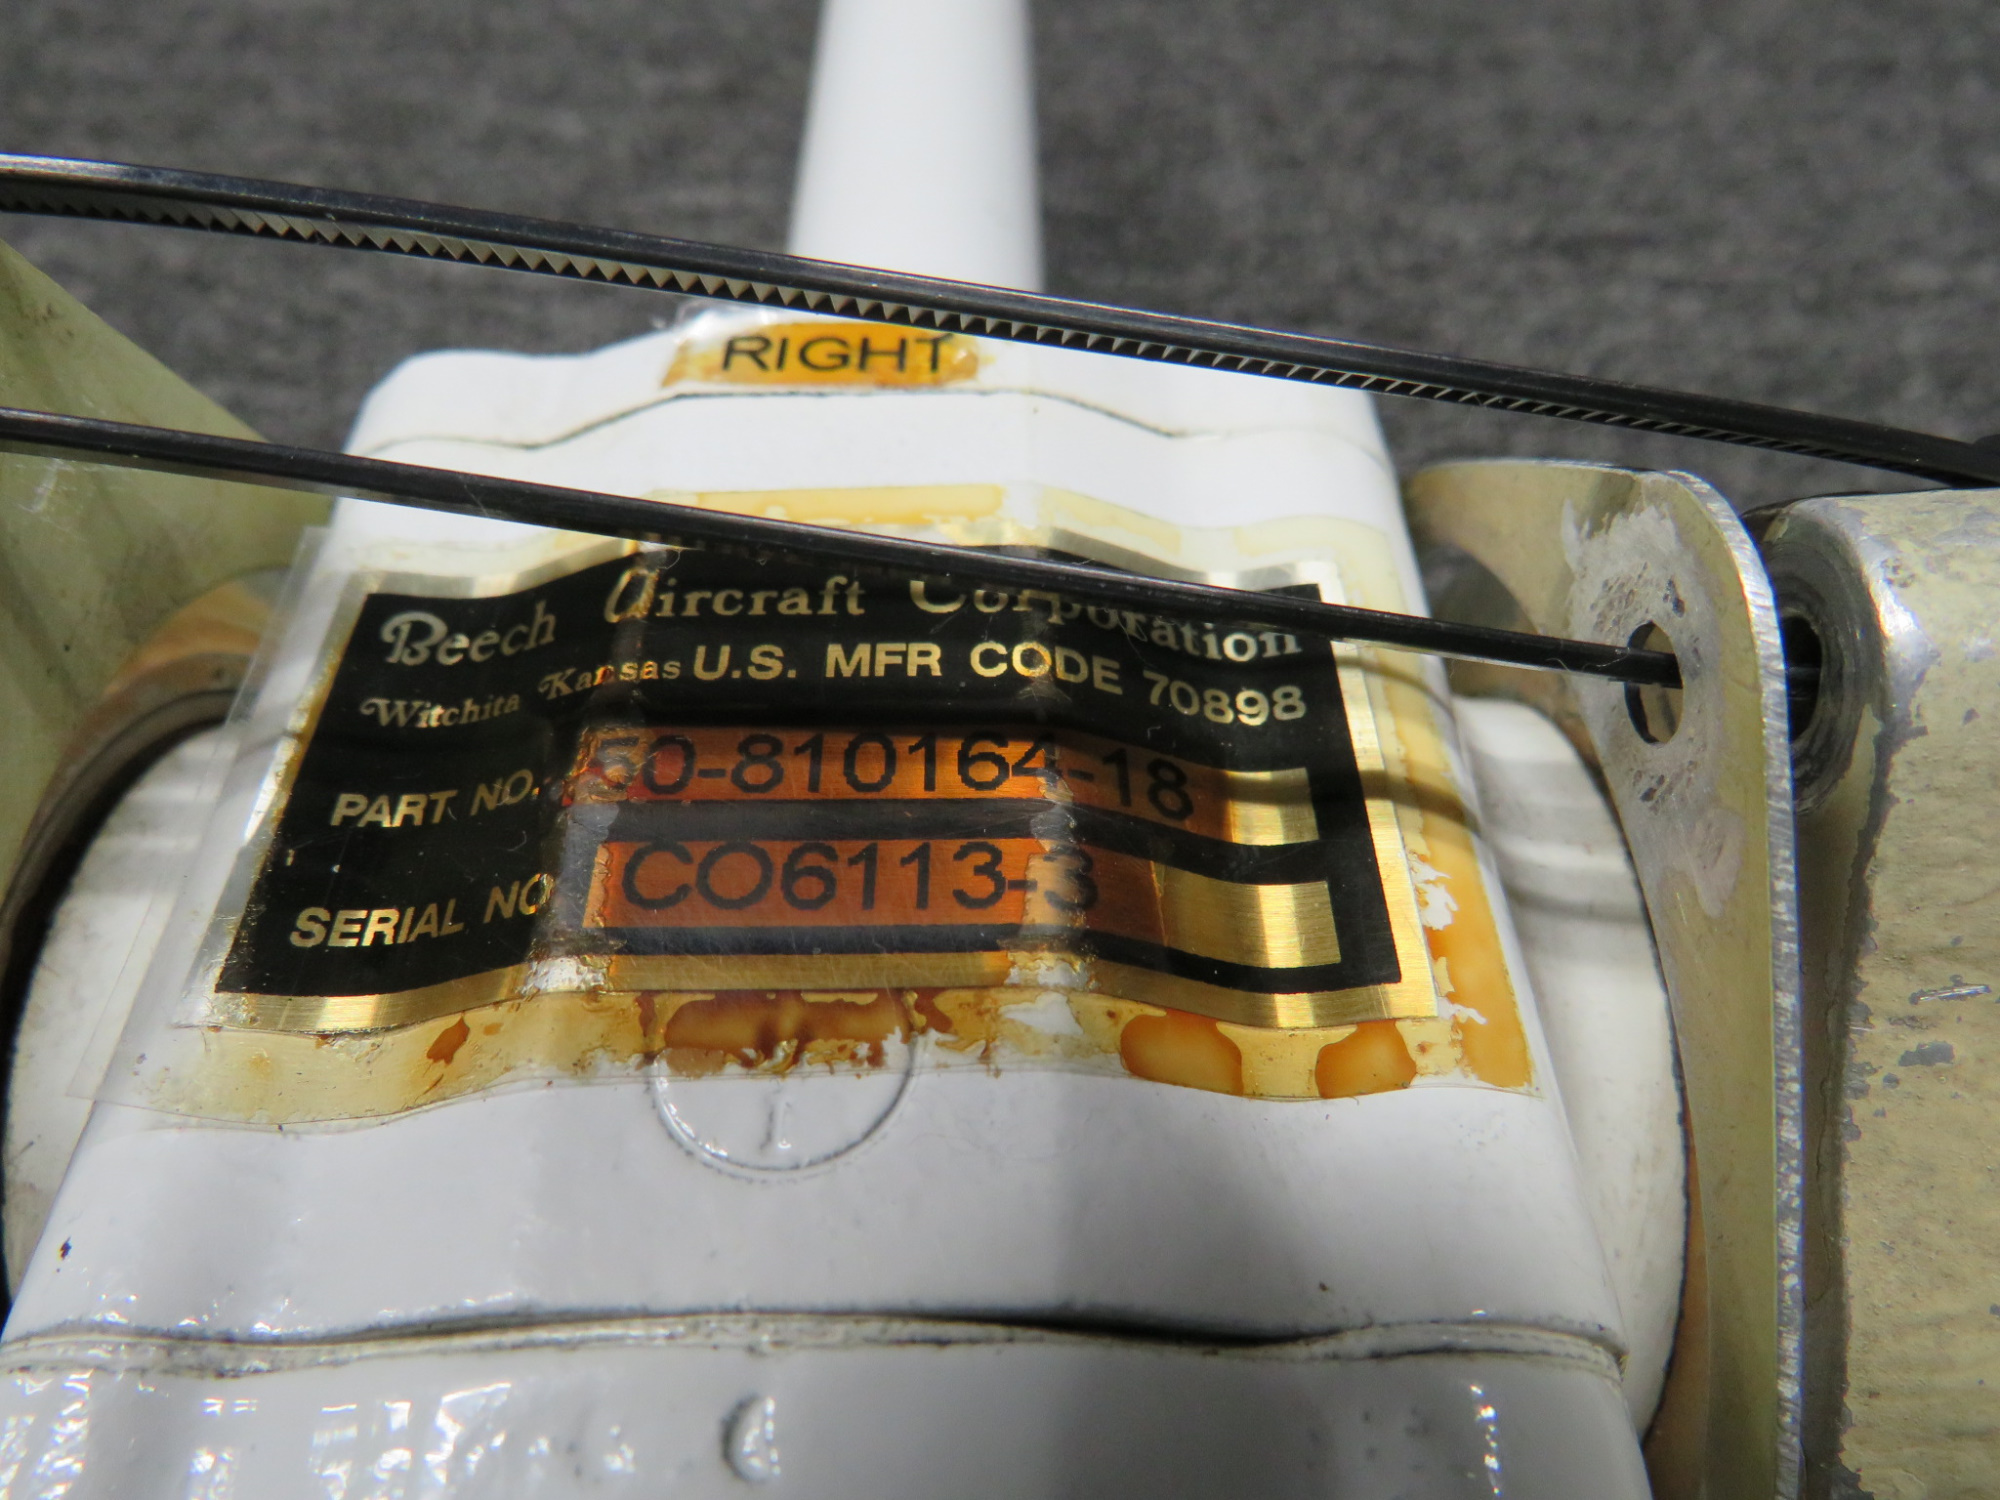 RIGHT
Beech Aircraft Corporation
Witchita Kansas U.S. MFR CODE 70898
PART NO. 50-810164-18
SERIAL NO. CO6113-3